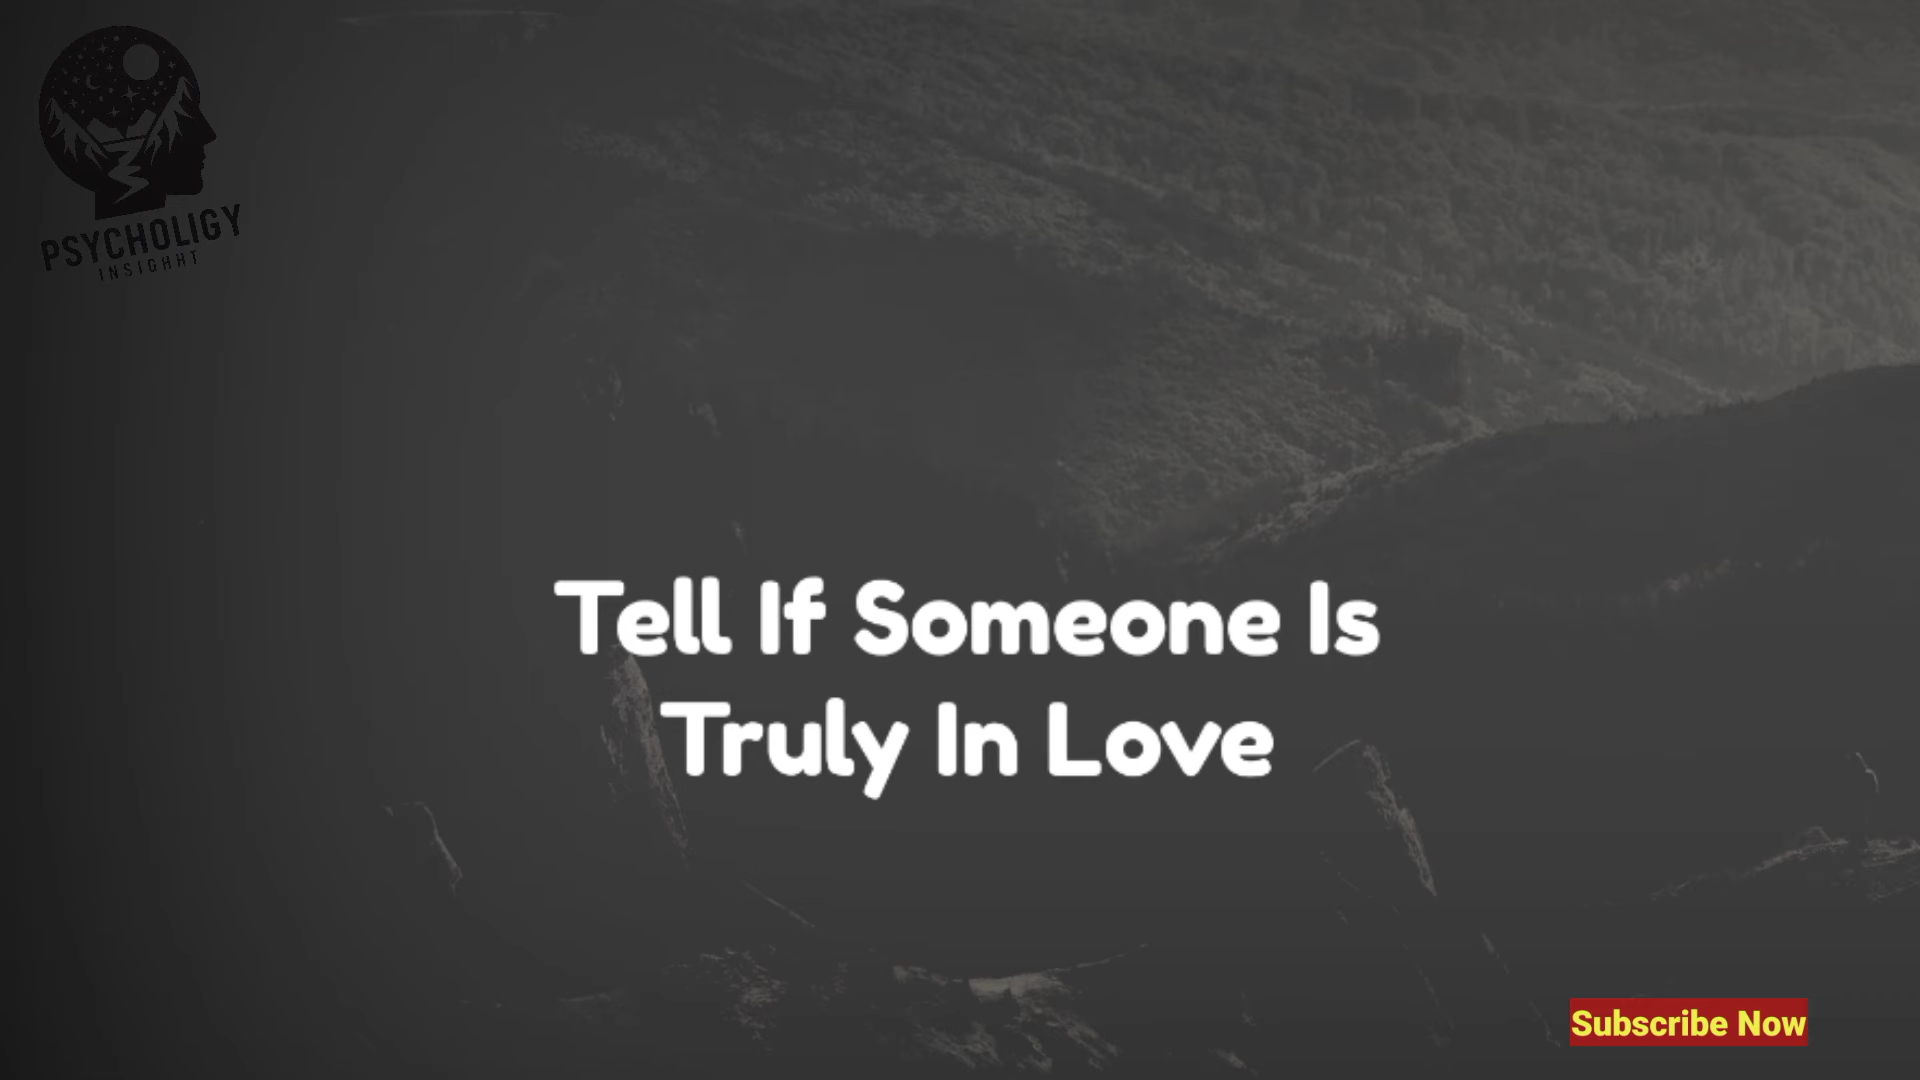 PSYCHOLIGY
INSIGHHT
Tell If Someone Is
Truly In Love
Subscribe Now